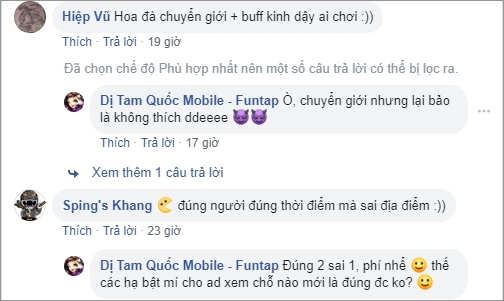 Hiệp Vũ Hoa đà chuyển giới + buff kinh dậy ai chơi :))
Thích · Trả lời · 19 giờ
Đã chọn chế độ Phù hợp nhất nên một số câu trả lời có thể bị lọc ra.
Dị Tam Quốc Mobile - Funtap Ò, chuyển giới nhưng lại bảo
là không thích ddeeee 😈😈
Thích · Trả lời · 17 giờ
Xem thêm 1 câu trả lời
Sping's Khang đúng người đúng thời điểm mà sai địa điểm :))
Thích · Trả lời · 23 giờ
Dị Tam Quốc Mobile - Funtap Đúng 2 sai 1, phí nhể 🙂 thế
các hạ bật mí cho ad xem chỗ nào mới là đúng đc ko? 🙂